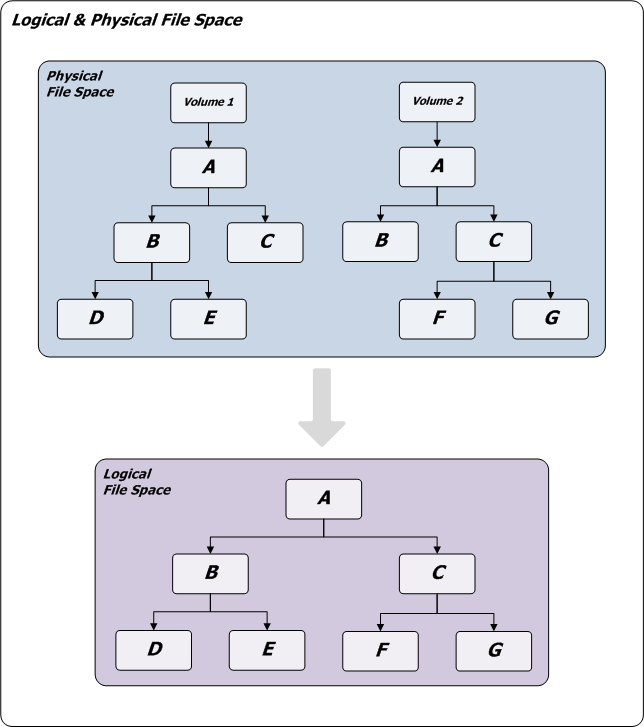 Logical & Physical File Space
Physical
File Space
Volume 1
Volume 2
A
A
B
C
B
C
D
E
F
G
Logical
File Space
A
B
C
D
E
F
G